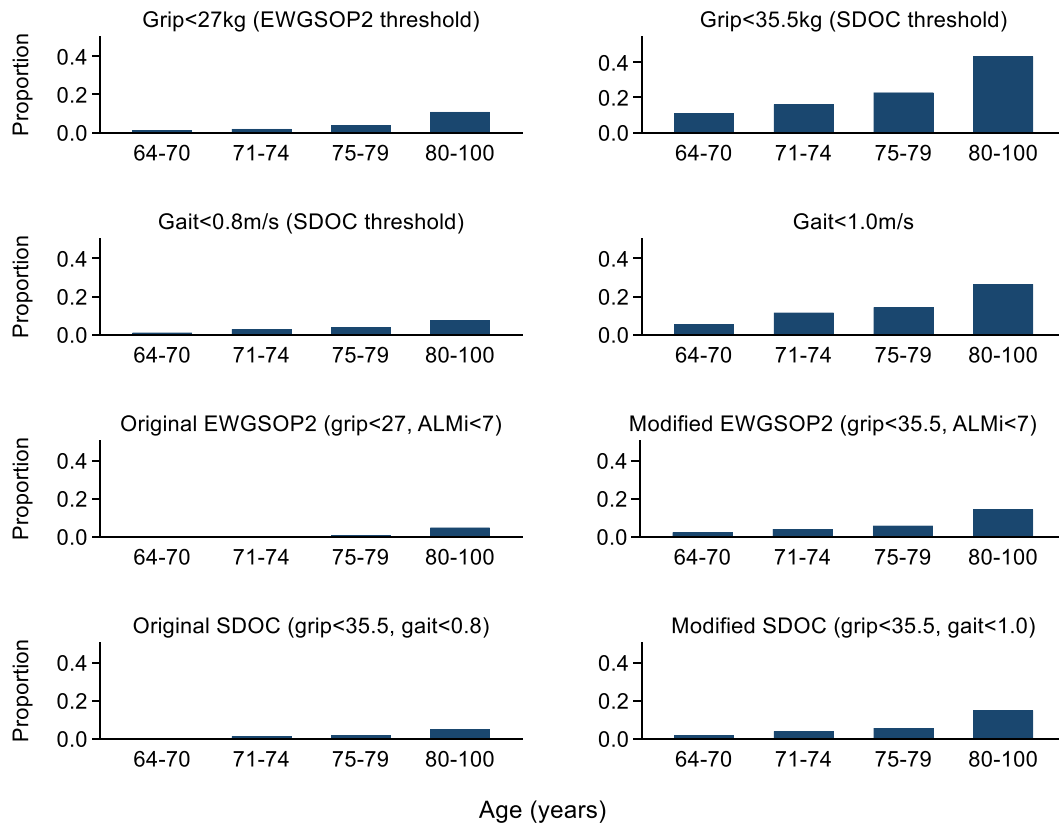 Grip<27kg (EWGSOP2 threshold)
Proportion
0.4
0.2
0.0
64-70 71-74 75-79 80-100
Grip<35.5kg (SDOC threshold)
0.4
0.2
0.0
64-70 71-74 75-79 80-100
Gait<0.8m/s (SDOC threshold)
Proportion
0.4
0.2
0.0
64-70 71-74 75-79 80-100
Gait<1.0m/s
0.4
0.2
0.0
64-70 71-74 75-79 80-100
Original EWGSOP2 (grip<27, ALMi<7)
Proportion
0.4
0.2
0.0
64-70 71-74 75-79 80-100
Modified EWGSOP2 (grip<35.5, ALMi<7)
0.4
0.2
0.0
64-70 71-74 75-79 80-100
Original SDOC (grip<35.5, gait<0.8)
Proportion
0.4
0.2
0.0
64-70 71-74 75-79 80-100
Modified SDOC (grip<35.5, gait<1.0)
0.4
0.2
0.0
64-70 71-74 75-79 80-100
Age (years)